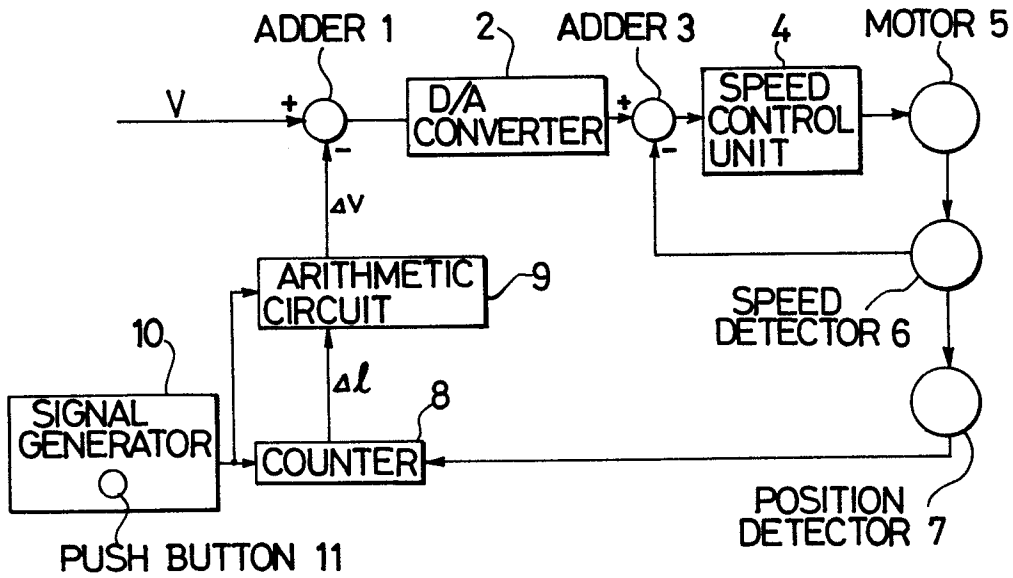 ADDER 1
2
ADDER 3
4
MOTOR 5
V
+
-
D/A
CONVERTER
+
-
SPEED
CONTROL
UNIT
ΔV
ARITHMETIC
CIRCUIT
9
SPEED
DETECTOR 6
10
Δl
8
SIGNAL
GENERATOR
COUNTER
POSITION
DETECTOR 7
PUSH BUTTON 11